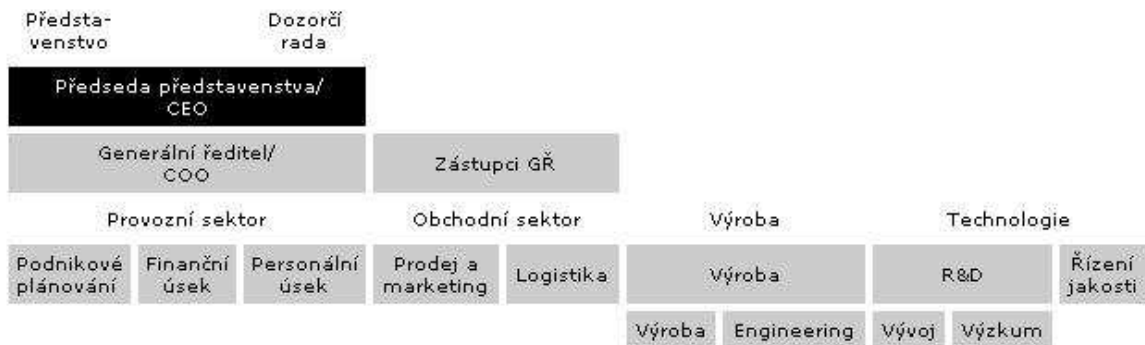 Předsta-
venstvo
Dozorčí
rada
Předseda představenstva/
CEO
Generální ředitel/
COO
Zástupci GŘ
Provozní sektor
Obchodní sektor
Výroba
Technologie
Podnikové
plánování
Finanční
úsek
Personální
úsek
Prodej a
marketing
Logistika
Výroba
R&D
Řízení
jakosti
Výroba
Engineering
Vývoj
Výzkum